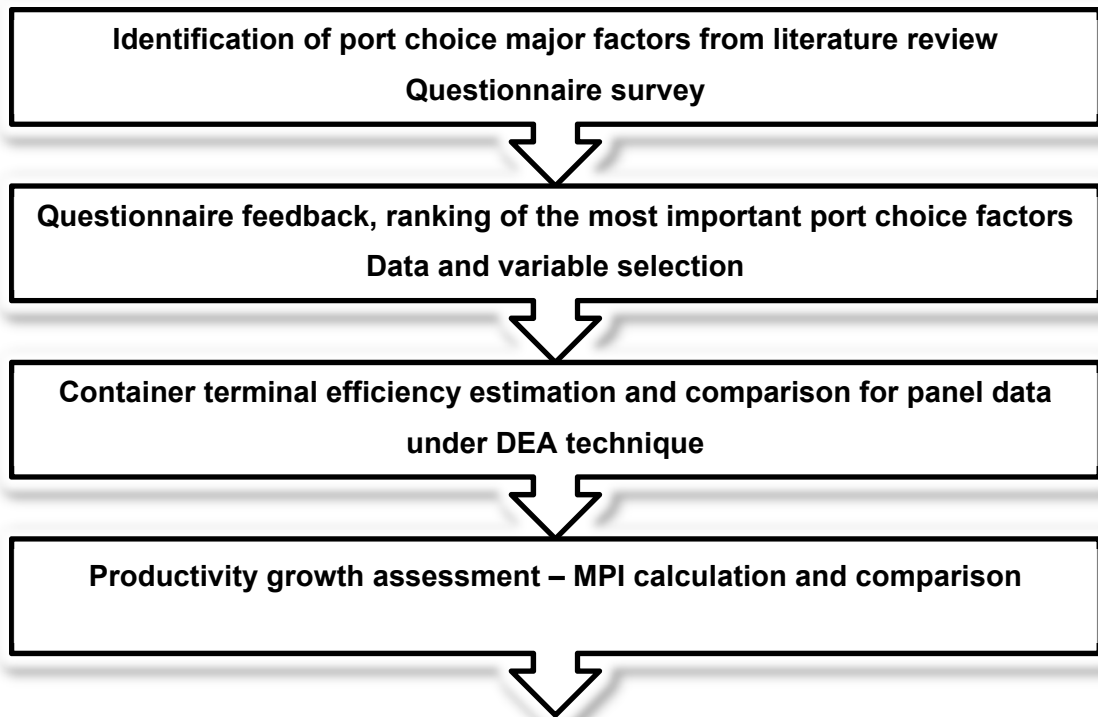 Identification of port choice major factors from literature review
Questionnaire survey
Questionnaire feedback, ranking of the most important port choice factors
Data and variable selection
Container terminal efficiency estimation and comparison for panel data
under DEA technique
Productivity growth assessment – MPI calculation and comparison